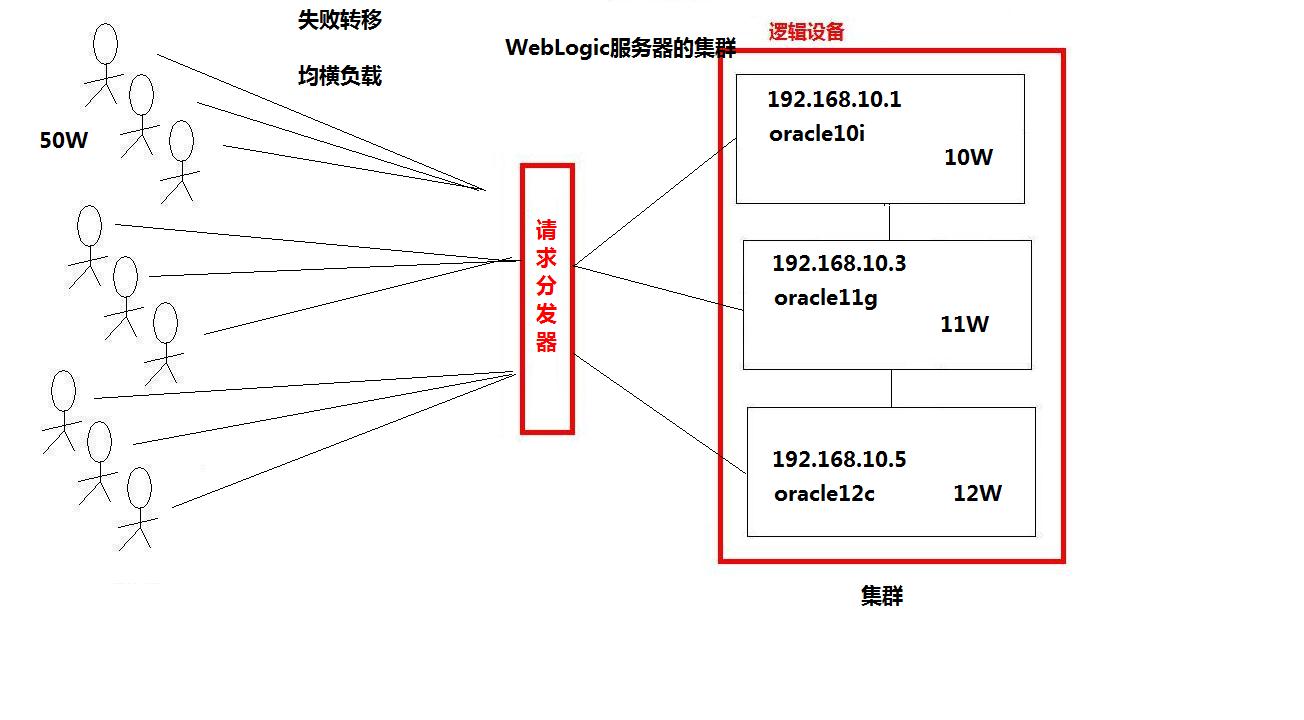 失败转移
均横负载
WebLogic服务器的集群
逻辑设备
50W
请求分发器
192.168.10.1
oracle10i
10W
192.168.10.3
oracle11g
11W
192.168.10.5
oracle12c
12W
集群